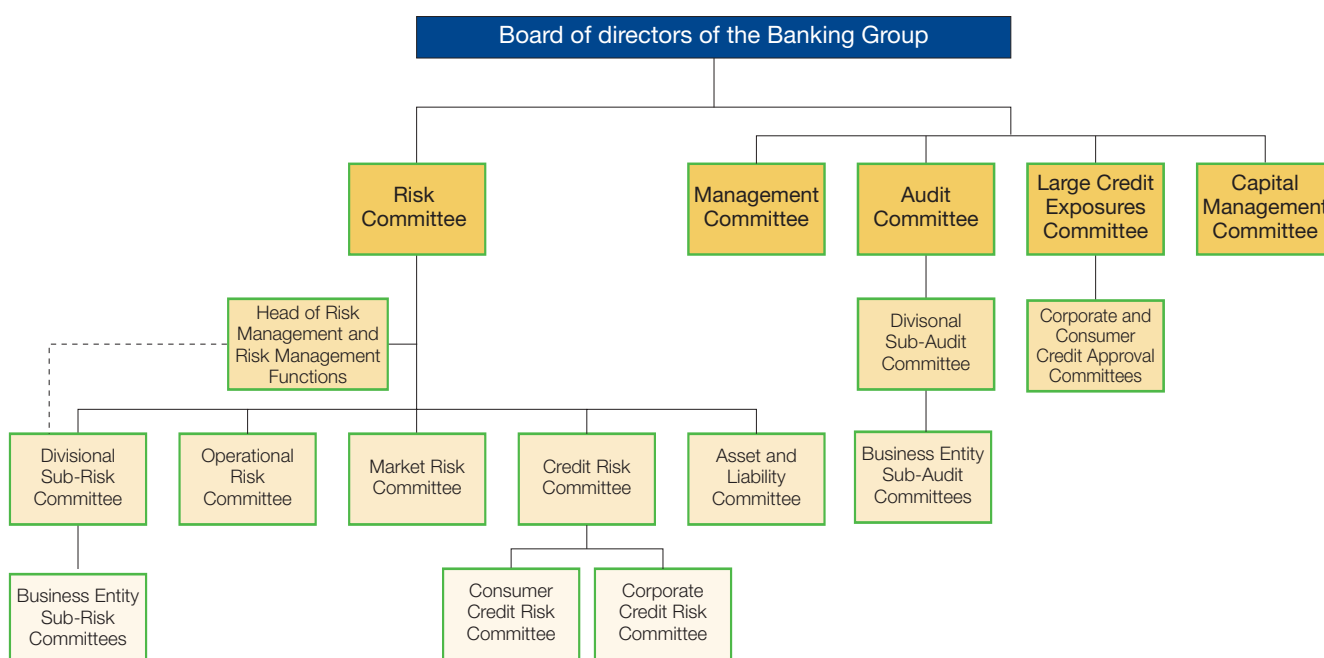 Board of directors of the Banking Group
Risk
Committee
Management
Committee
Audit
Committee
Large Credit
Exposures
Committee
Capital
Management
Committee
Head of Risk
Management and
Risk Management
Functions
Divisonal
Sub-Audit
Committee
Corporate and
Consumer
Credit Approval
Committees
Divisional
Sub-Risk
Committee
Operational
Risk
Committee
Market Risk
Committee
Credit Risk
Committee
Asset and
Liability
Committee
Business Entity
Sub-Audit
Committees
Business Entity
Sub-Risk
Committees
Consumer
Credit Risk
Committee
Corporate
Credit Risk
Committee